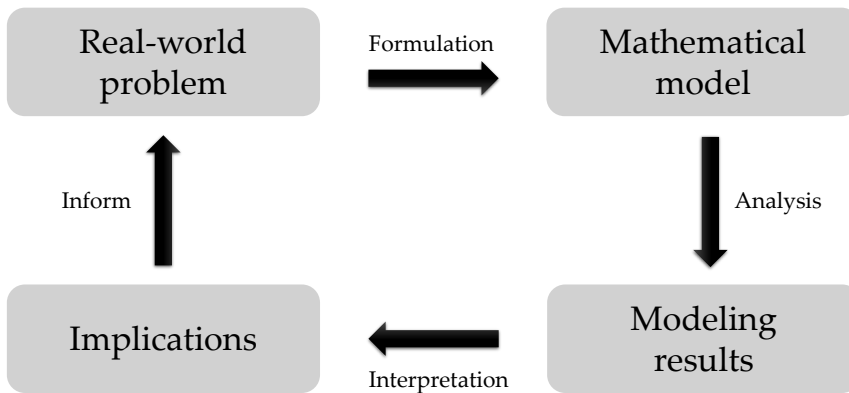 Real-world
problem
Formulation
Mathematical
model
Inform
Analysis
Implications
Interpretation
Modeling
results